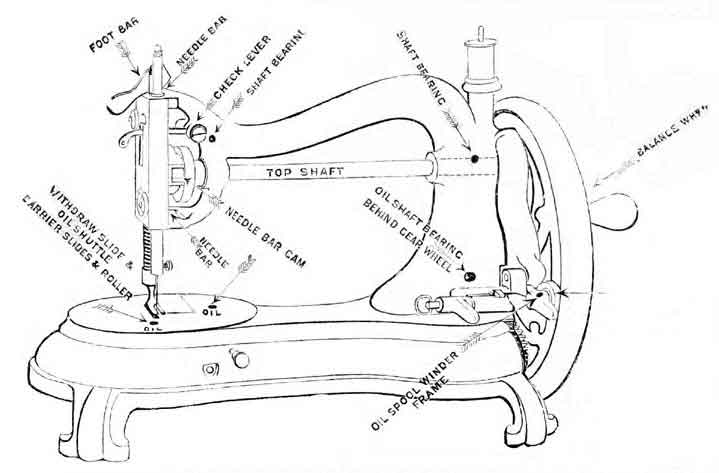 FOOT BAR
NEEDLE BAR
CHECK LEVER
SHAFT BEARING
SHAFT BEARING
BALANCE WH
TOP SHAFT
OIL SHAFT BEARING
BEHIND GEAR WHEEL
WITHDRAW SLIDE &
OIL SHUTTLE
CARRIER SLIDES & ROLLER
NEEDLE
BAR
NEEDLE BAR CAM
OIL
OIL
OIL SPOOL WINDER
FRAME